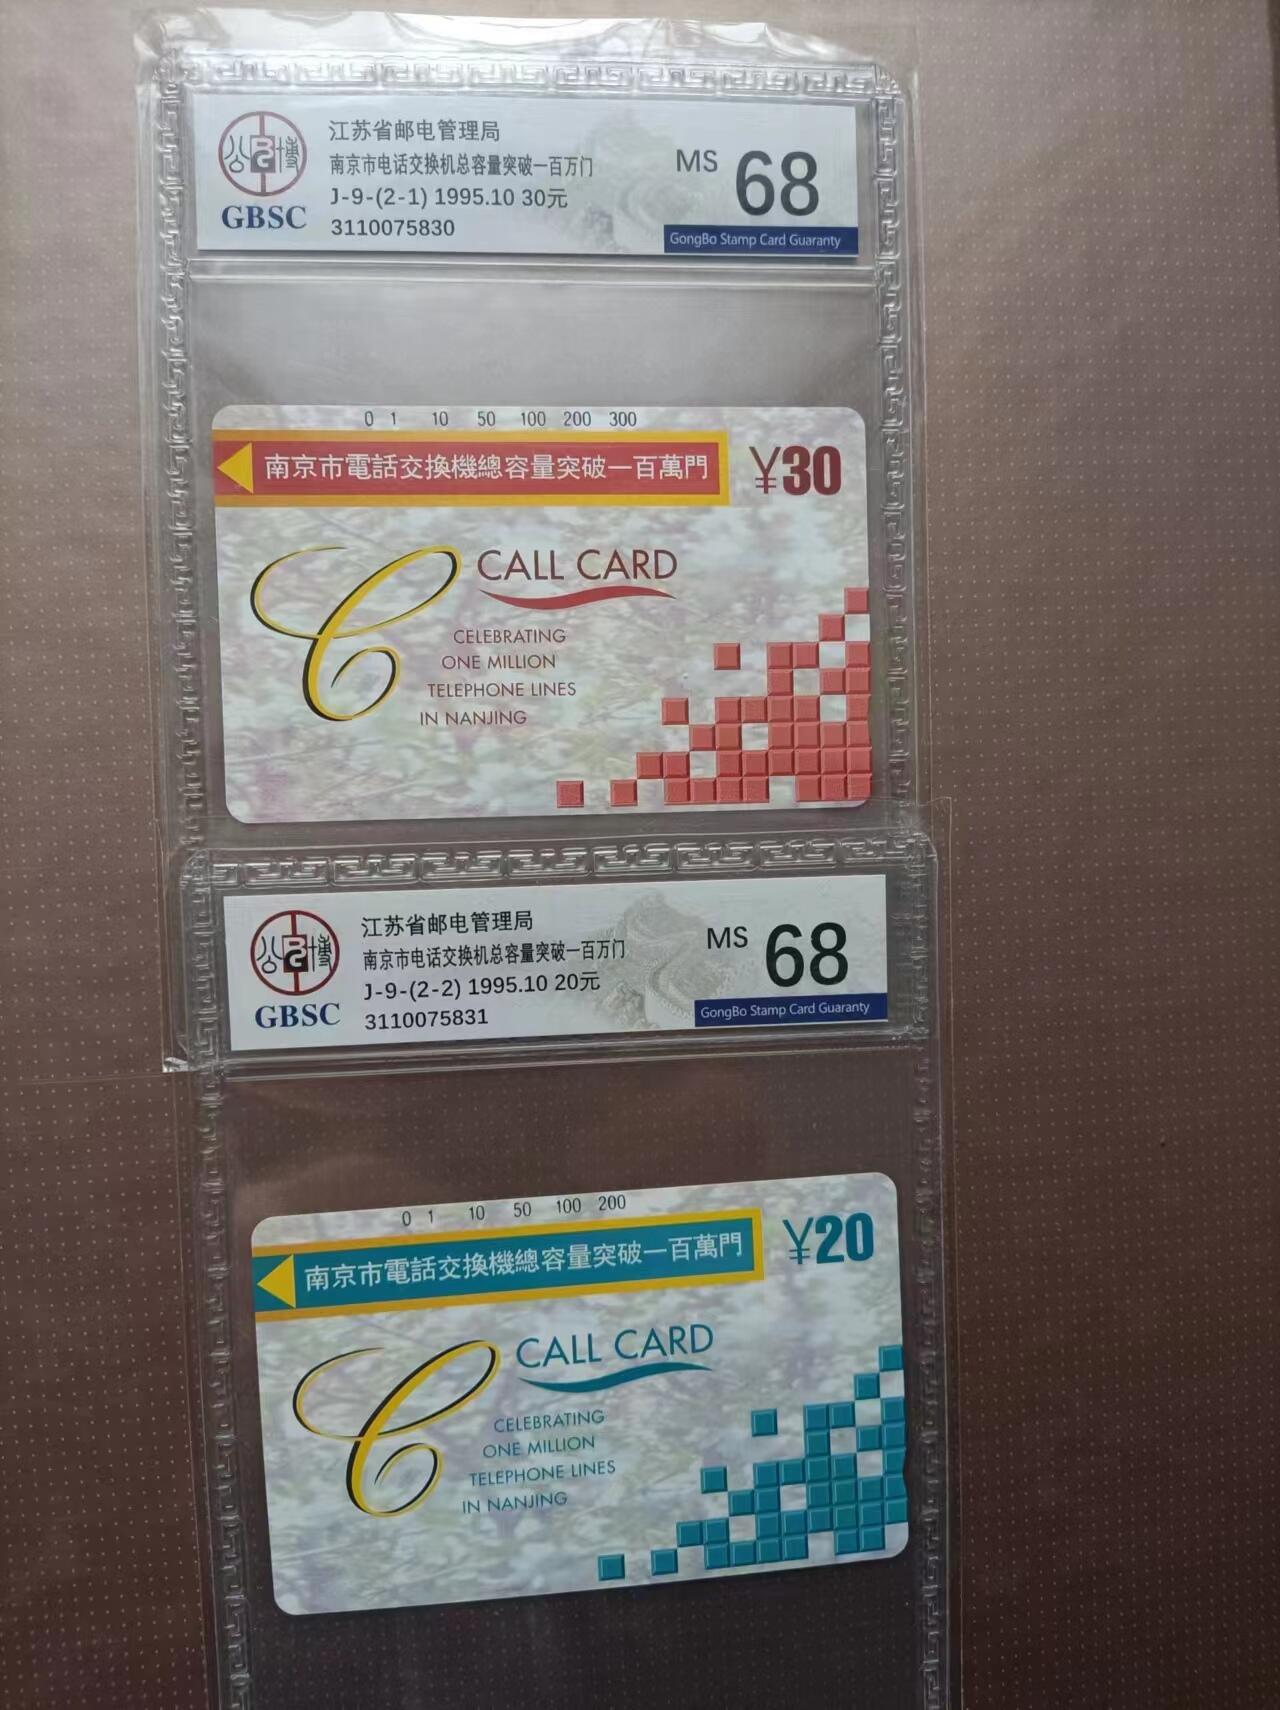 江苏省邮电管理局
南京市电话交换机总容量突破一百万门
J-9-(2-1) 1995.10 30元
3110075830
公博
GBSC
MS 68
GongBo Stamp Card Guaranty
0 1 10 50 100 200 300
南京市電話交換機總容量突破一百萬門
¥30
CALL CARD
CELEBRATING
ONE MILLION
TELEPHONE LINES
IN NANJING
江苏省邮电管理局
南京市电话交换机总容量突破一百万门
J-9-(2-2) 1995.10 20元
3110075831
公博
GBSC
MS 68
GongBo Stamp Card Guaranty
0 1 10 50 100 200
南京市電話交換機總容量突破一百萬門
¥20
CALL CARD
CELEBRATING
ONE MILLION
TELEPHONE LINES
IN NANJING